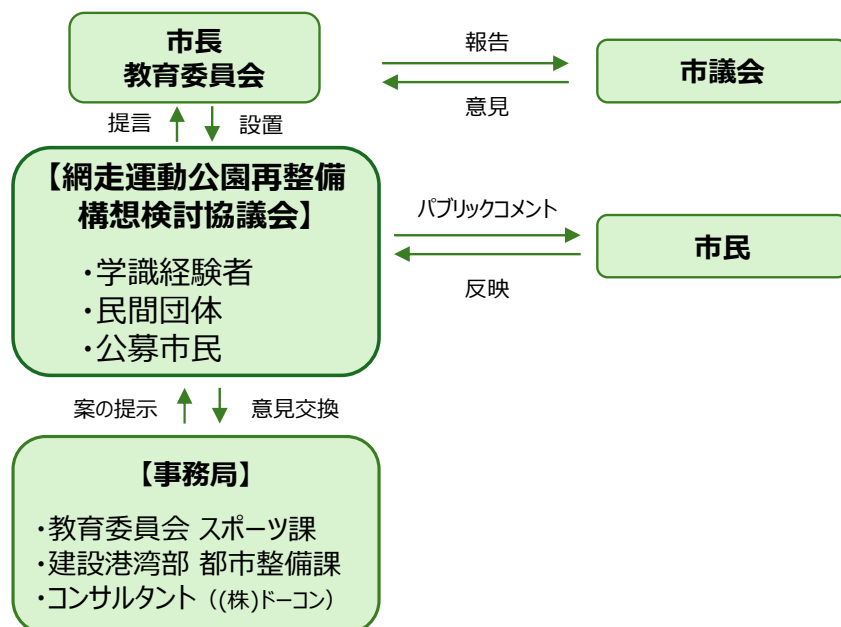 市長
教育委員会
報告
意見
市議会
提言
設置
【網走運動公園再整備
構想検討協議会】
・学識経験者
・民間団体
・公募市民
パブリックコメント
反映
市民
案の提示
意見交換
【事務局】
・教育委員会 スポーツ課
・建設港湾部 都市整備課
・コンサルタント（(株)ドーコン）